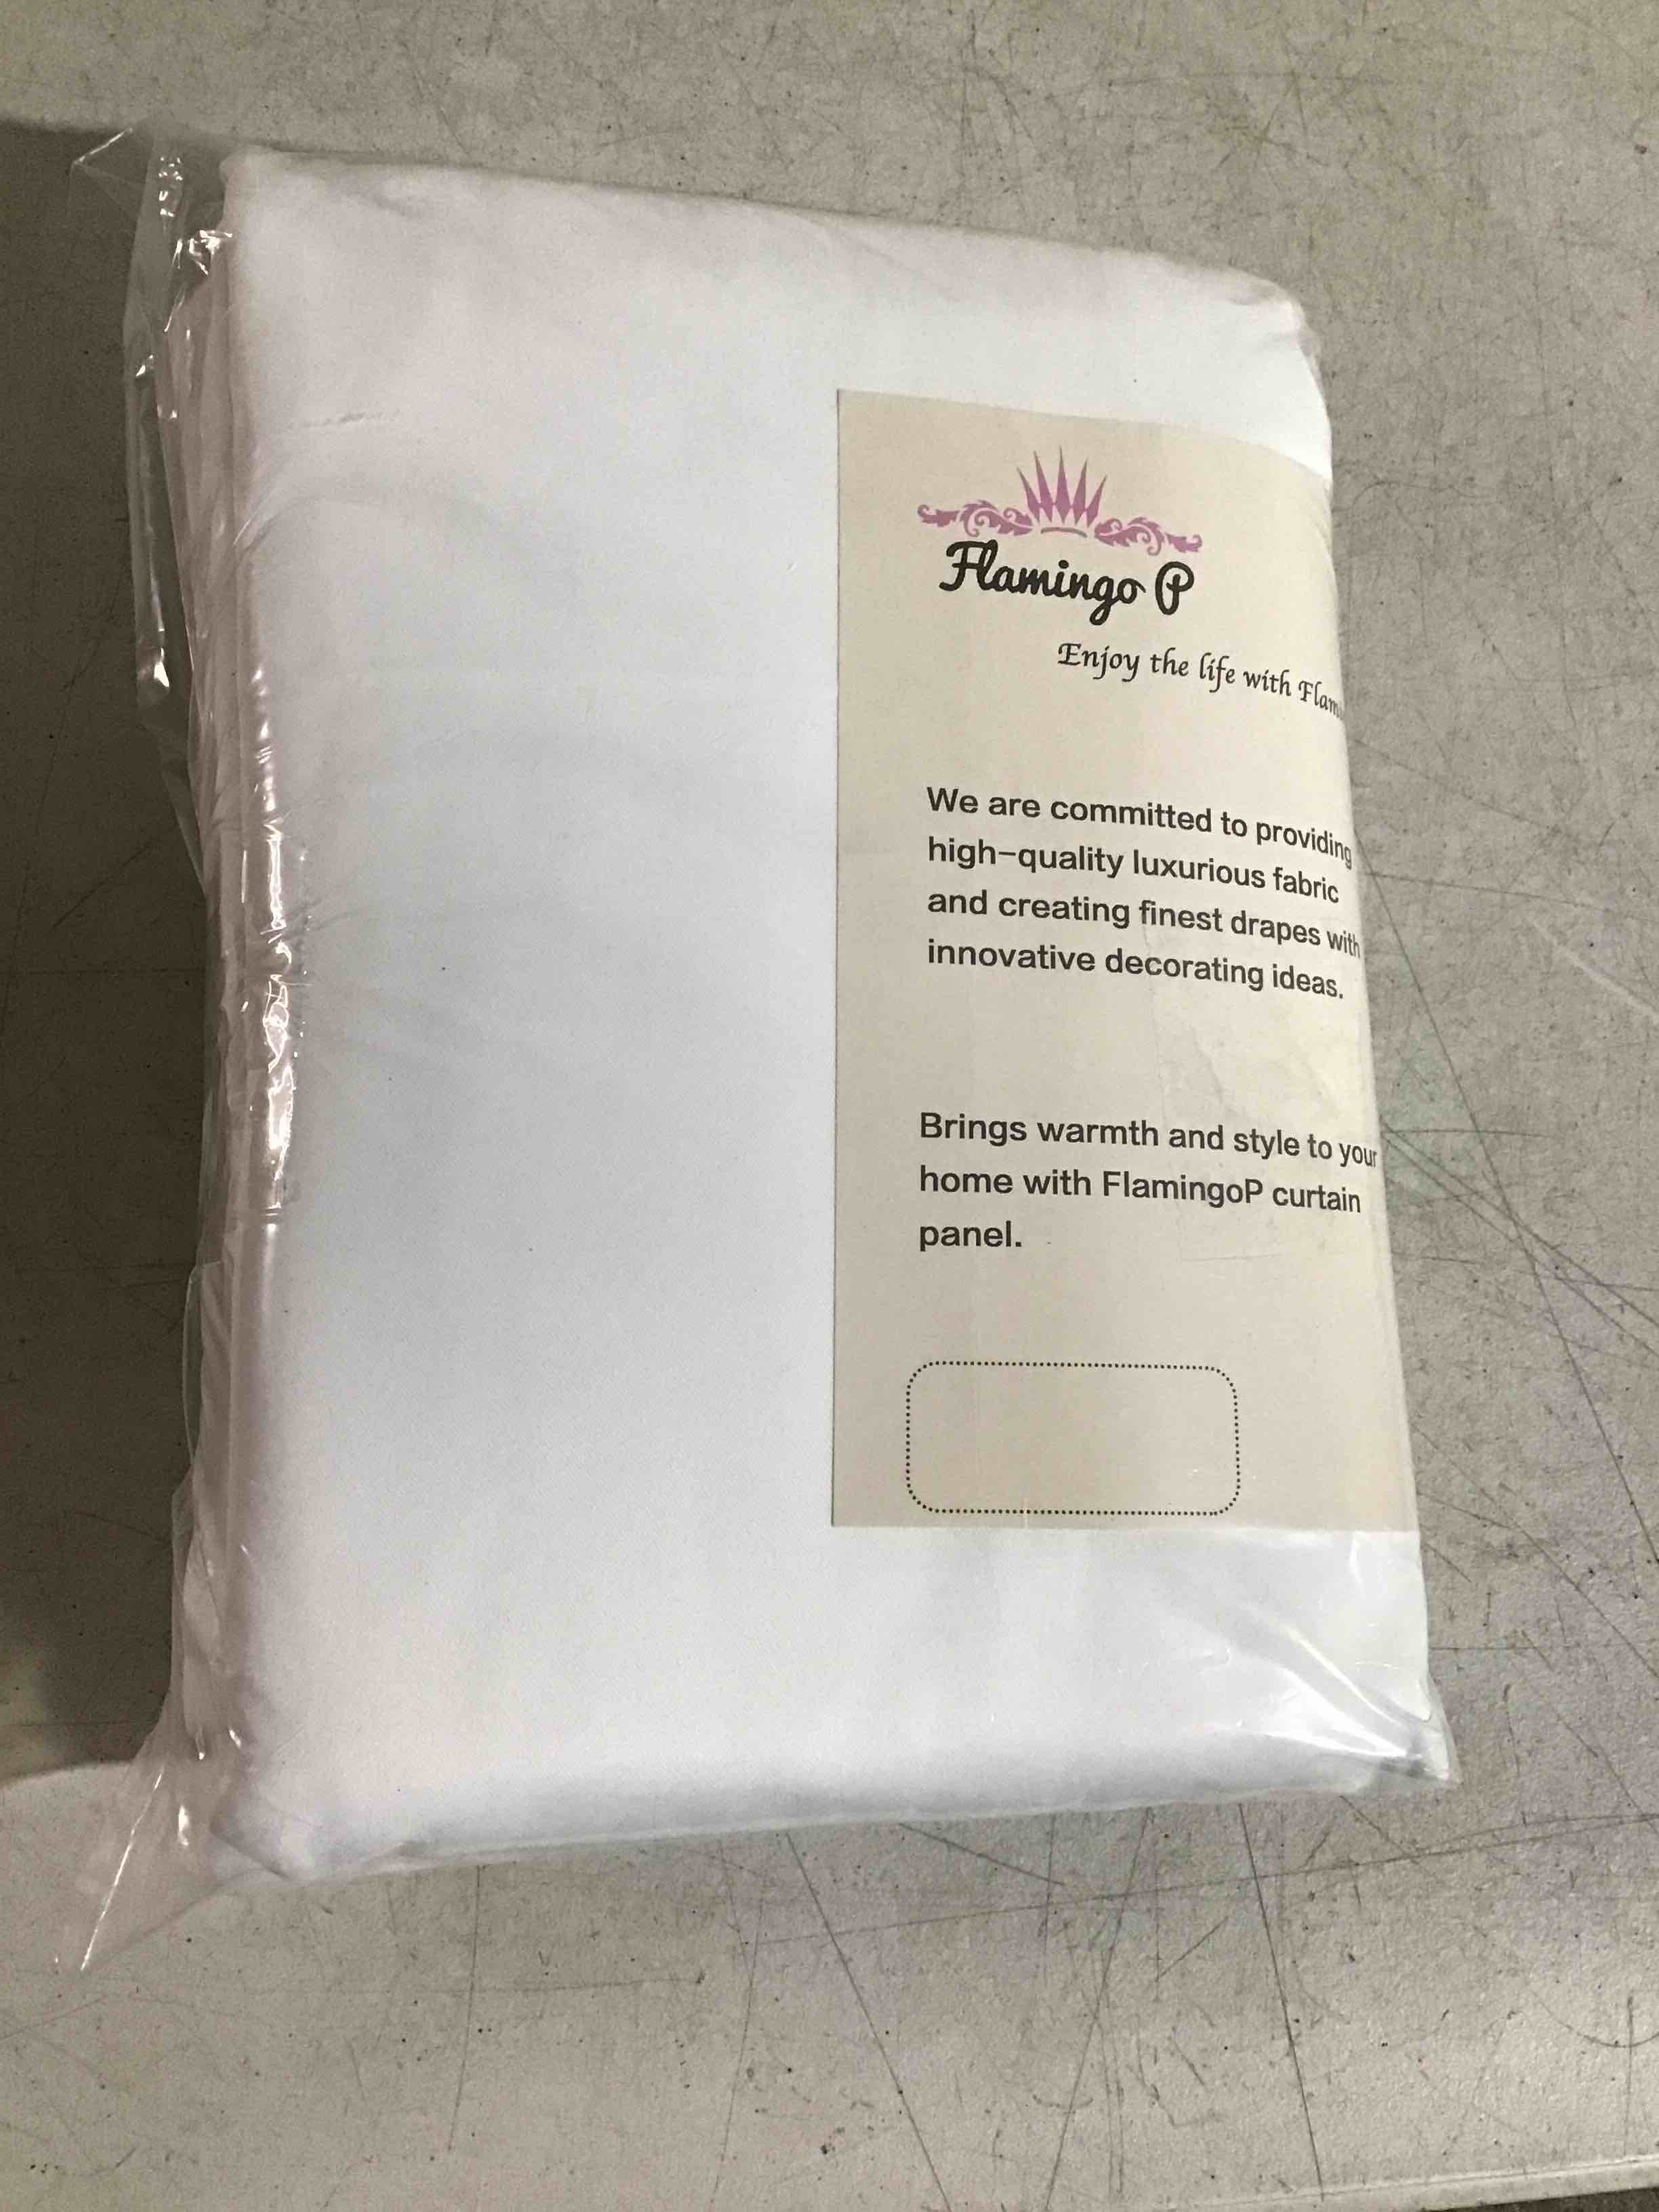 Flamingo P
Enjoy the life with
We are committed to providing
high-quality luxurious fabric
and creating finest drapes with
innovative decorating ideas.
Brings warmth and style to your
home with FlamingoP curtain
panel.